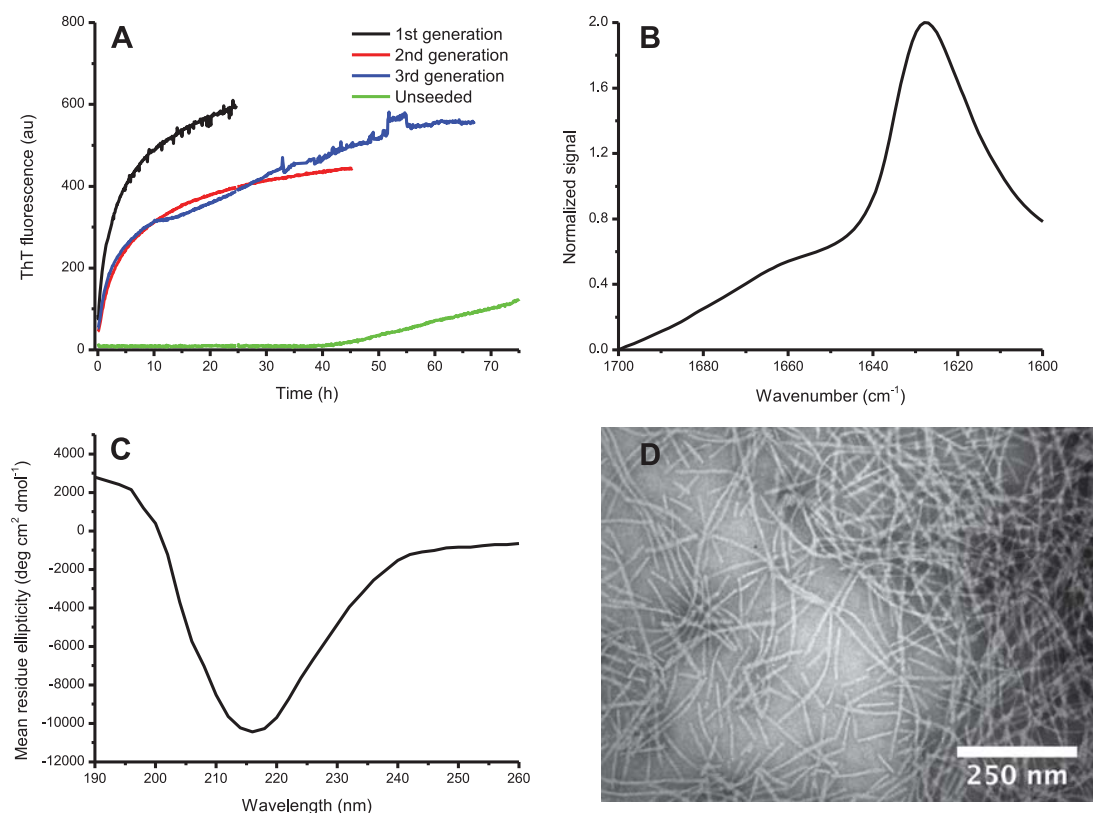 A
ThT fluorescence (au)
800
600
400
200
0
0 10 20 30 40 50 60 70
Time (h)
1st generation
2nd generation
3rd generation
Unseeded
B
Normalized signal
2.0
1.6
1.2
0.8
0.4
0.0
1700 1680 1660 1640 1620 1600
Wavenumber (cm⁻¹)
C
Mean residue ellipticity (deg cm² dmol⁻¹)
4000
2000
0
-2000
-4000
-6000
-8000
-10000
-12000
190 200 210 220 230 240 250 260
Wavelength (nm)
D
250 nm